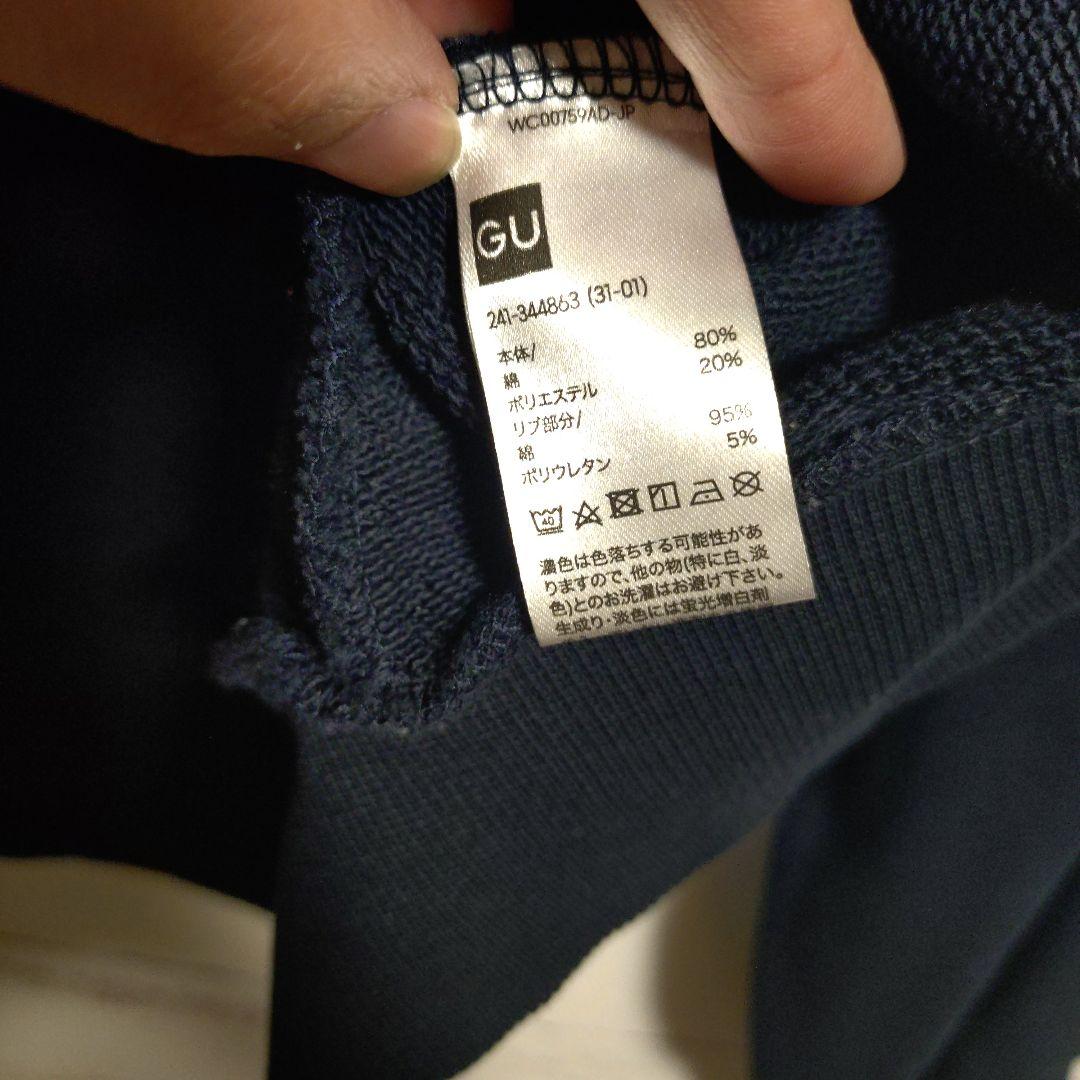 WC00759AD-JP
GU
241-344863 (31-01)
本体/
綿 80%
ポリエステル 20%
リブ部分/
綿 95%
ポリウレタン 5%
40
濃色は色落ちする可能性があ
りますので、他の物(特に白、淡
色)とのお洗濯はお避け下さい。
生成り・淡色には蛍光増白剤